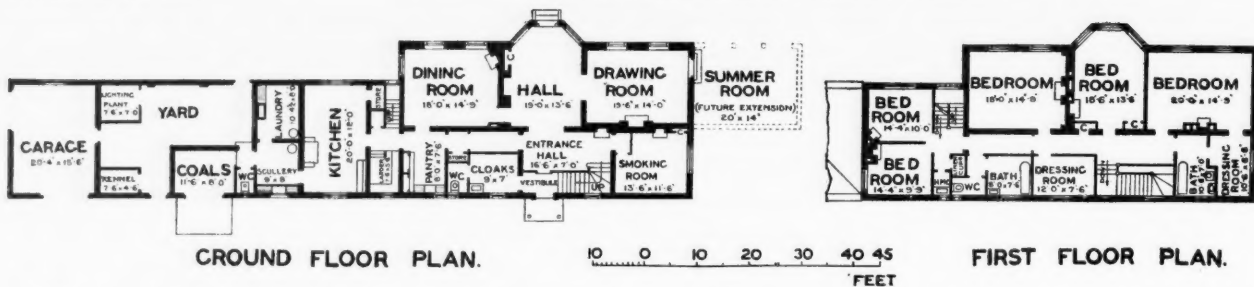 GARAGE
20'-4" x 15'-6"
LIGHTING
PLANT
7'6 x 7'0
YARD
KENNEL
7'6 x 4'6
COALS
11'-6 x 8'0"
WC
LAUNDRY
SCULLERY
9' x 8'
KITCHEN
20'-0" x 12'-0"
STORE
LARDER
DINING
ROOM
18'0" x 14'-9"
PANTRY
8'0 x 7'6
STORE
WC
CLOAKS
9' x 7'
C
HALL
19'-0 x 13'6
ENTRANCE
HALL
16'-6" x 7'0"
VESTIBULE
UP
DRAWING
ROOM
19'-6" x 14'-0"
C
SMOKING
ROOM
13'6" x 11'-6"
SUMMER
ROOM
(FUTURE EXTENSION)
20' x 14'
GROUND FLOOR PLAN.
10 0 10 20 30 40 45
FEET
BED
ROOM
14'-4 x 10'0
BED
ROOM
14'-4" x 9'-9"
WC
BEDROOM
18'0" x 14'-9"
BATH
8'0 x 7'-6
DRESSING
ROOM
12'0" x 7'-6"
BED
ROOM
18'-6" x 13'-6"
C
C
DOWN
BEDROOM
20'-0" x 14'-9"
BATH
DRESSING
ROOM
FIRST FLOOR PLAN.